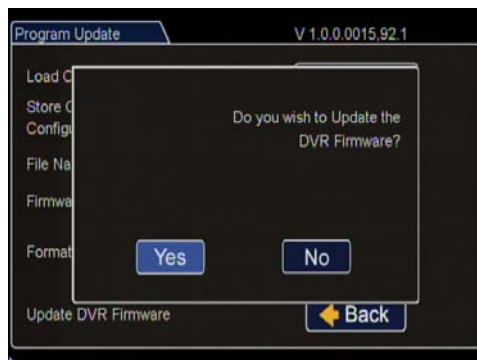 Program Update
V 1.0.0.0015,92.1
Load C
Store C
Configu
File Na
Firmwa
Format
Do you wish to Update the
DVR Firmware?
Yes
No
Update DVR Firmware
Back